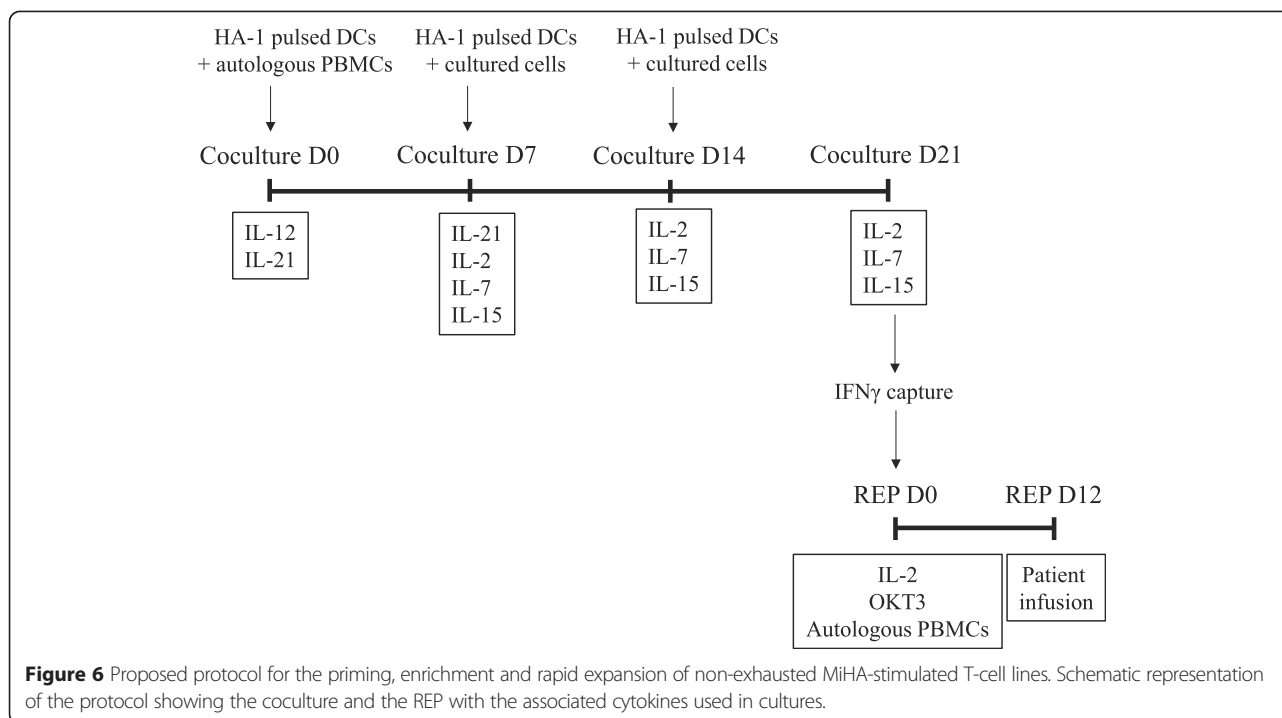 HA-1 pulsed DCs
+ autologous PBMCs
HA-1 pulsed DCs
+ cultured cells
HA-1 pulsed DCs
+ cultured cells
Coculture D0
Coculture D7
Coculture D14
Coculture D21
IL-12
IL-21
IL-21
IL-2
IL-7
IL-15
IL-2
IL-7
IL-15
IL-2
IL-7
IL-15
IFNγ capture
REP D0
REP D12
IL-2
OKT3
Autologous PBMCs
Patient
infusion
Figure 6 Proposed protocol for the priming, enrichment and rapid expansion of non-exhausted MiHA-stimulated T-cell lines. Schematic representation
of the protocol showing the coculture and the REP with the associated cytokines used in cultures.